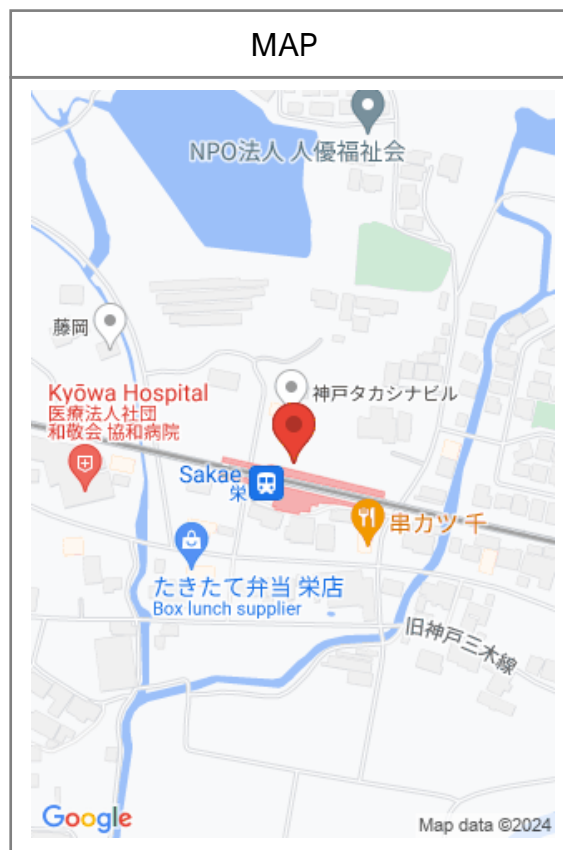 MAP
NPO法人 人優福祉会
藤岡
神戸タカシナビル
Kyōwa Hospital
医療法人社団
和敬会 協和病院
Sakae
栄
串カツ 千
たきたて弁当 栄店
Box lunch supplier
旧神戸三木線
Google
Map data ©2024